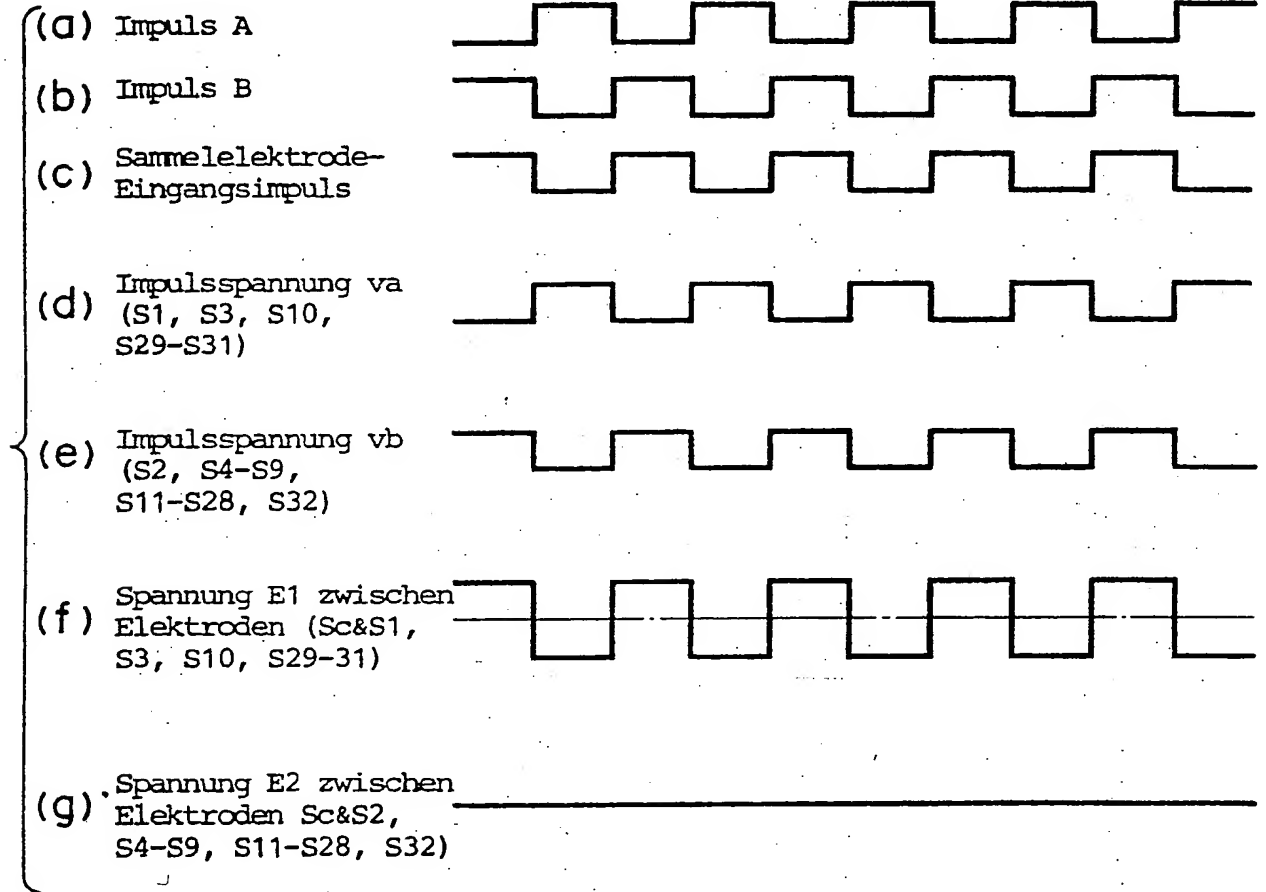 (a) Impuls A
(b) Impuls B
(c) Sammelelektrode-
Eingangsimpuls
(d) Impulsspannung va
(S1, S3, S10,
S29-S31)
(e) Impulsspannung vb
(S2, S4-S9,
S11-S28, S32)
(f) Spannung E1 zwischen
Elektroden (Sc&S1,
S3, S10, S29-31)
(g) Spannung E2 zwischen
Elektroden Sc&S2,
S4-S9, S11-S28, S32)